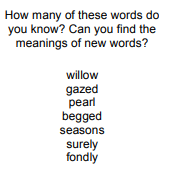 How many of these words do
you know? Can you find the
meanings of new words?
willow
gazed
pearl
begged
seasons
surely
fondly